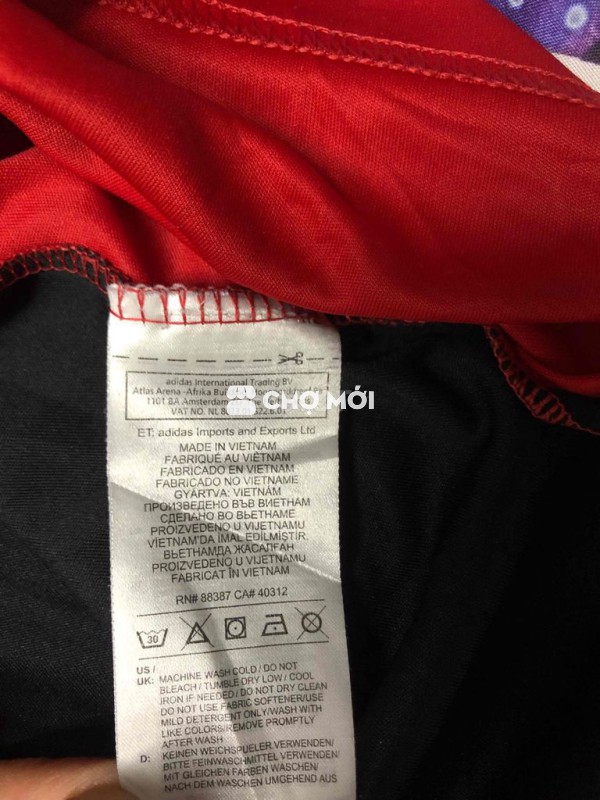 adidas International Trading BV
Atlas Arena -Afrika
1101 BA Amsterdam
VAT NO. NL
CHỢ MỚI
ET: adidas Imports and Exports Ltd
MADE IN VIETNAM
FABRIQUÉ AU VIÊTNAM
FABRICADO EN VIETNAM
FABRICADO NO VIETNAME
GYÁRTVA: VIETNÁM
ПРОИЗВЕДЕНО ВЪВ ВИЕТНАМ
СДЕЛАНО ВО ВЬЕТНАМЕ
PROIZVEDENO U VIJETNAMU
VİETNAM'DA İMAL EDİLMİŞTİR.
ВЬЕТНАМДА ЖАСАЛҒАН
PROIZVEDENO U VIJETNAMU
FABRICAT ÎN VIETNAM
RN# 88387 CA# 40312
30
US /
UK: MACHINE WASH COLD / DO NOT
BLEACH / TUMBLE DRY LOW / COOL
IRON IF NEEDED / DO NOT DRY CLEAN
DO NOT USE FABRIC SOFTENER/USE
MILD DETERGENT ONLY/WASH WITH
LIKE COLORS/REMOVE PROMPTLY
AFTER WASH
D: KEINEN WEICHSPUELER VERWENDEN/
BITTE FEINWASCHMITTEL VERWENDEN/
MIT GLEICHEN FARBEN WASCHEN/
NACH DEM WASCHEN UMGEHEND AUS